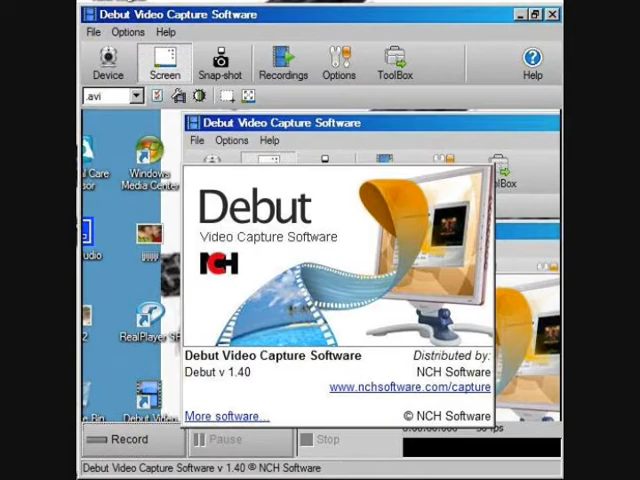 Debut Video Capture Software
File Options Help
Device Screen Snap-shot Recordings Options ToolBox Help
.avi
Debut Video Capture Software
File Options Help
Windows
Media Center
Debut
Video Capture Software
NCH
RealPlayer SP
Debut Video Capture Software
Distributed by:
Debut v 1.40
NCH Software
www.nchsoftware.com/capture
More software...
© NCH Software
Record Pause Stop
Debut Video Capture Software v 1.40 © NCH Software